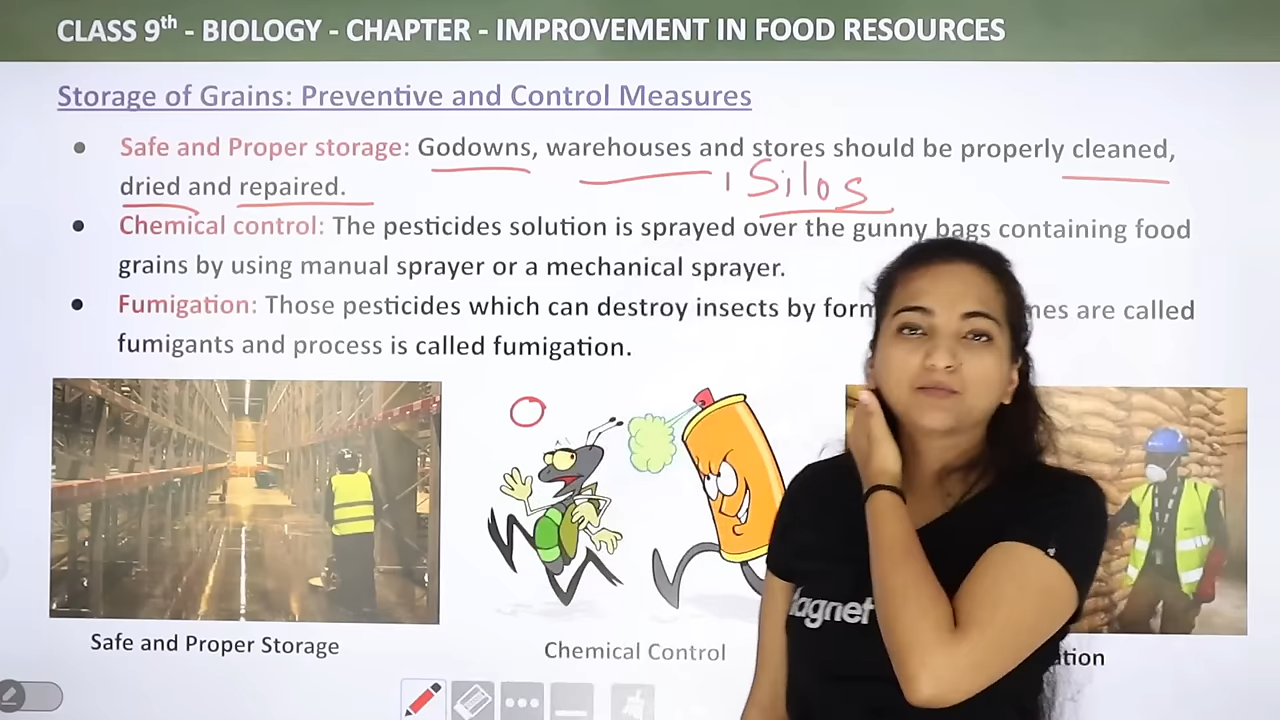 CLASS 9th - BIOLOGY - CHAPTER - IMPROVEMENT IN FOOD RESOURCES
Storage of Grains: Preventive and Control Measures
• Safe and Proper storage: Godowns, warehouses and stores should be properly cleaned,
, Silos
dried and repaired.
• Chemical control: The pesticides solution is sprayed over the gunny bags containing food
grains by using manual sprayer or a mechanical sprayer.
• Fumigation: Those pesticides which can destroy insects by are called
fumigants and process is called fumigation.
agnet
Safe and Proper Storage
Chemical Control